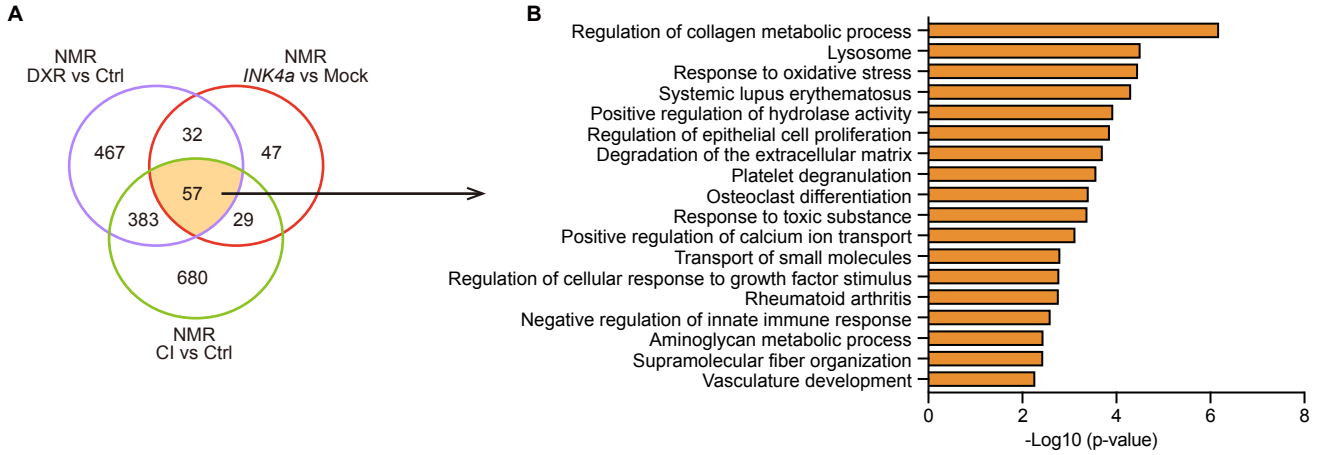 A
NMR
DXR vs Ctrl
NMR
INK4a vs Mock
467
32
47
57
383
29
680
NMR
CI vs Ctrl
B
Regulation of collagen metabolic process
Lysosome
Response to oxidative stress
Systemic lupus erythematosus
Positive regulation of hydrolase activity
Regulation of epithelial cell proliferation
Degradation of the extracellular matrix
Platelet degranulation
Osteoclast differentiation
Response to toxic substance
Positive regulation of calcium ion transport
Transport of small molecules
Regulation of cellular response to growth factor stimulus
Rheumatoid arthritis
Negative regulation of innate immune response
Aminoglycan metabolic process
Supramolecular fiber organization
Vasculature development
0 2 4 6 8
-Log10 (p-value)